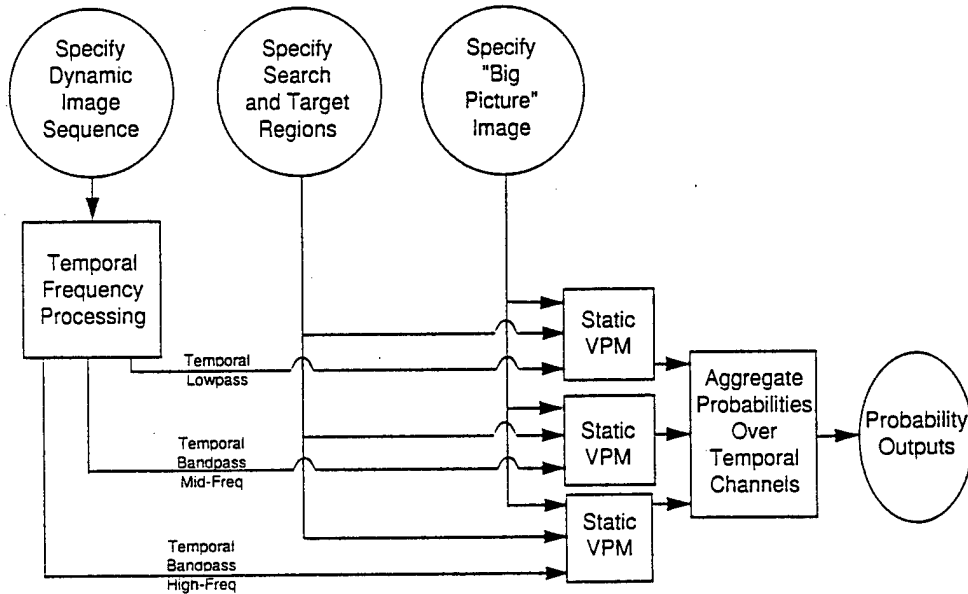 Specify
Dynamic
Image
Sequence
Specify
Search
and Target
Regions
Specify
"Big
Picture"
Image
Temporal
Frequency
Processing
Temporal
Lowpass
Temporal
Bandpass
Mid-Freq
Temporal
Bandpass
High-Freq
Static
VPM
Static
VPM
Static
VPM
Aggregate
Probabilities
Over
Temporal
Channels
Probability
Outputs